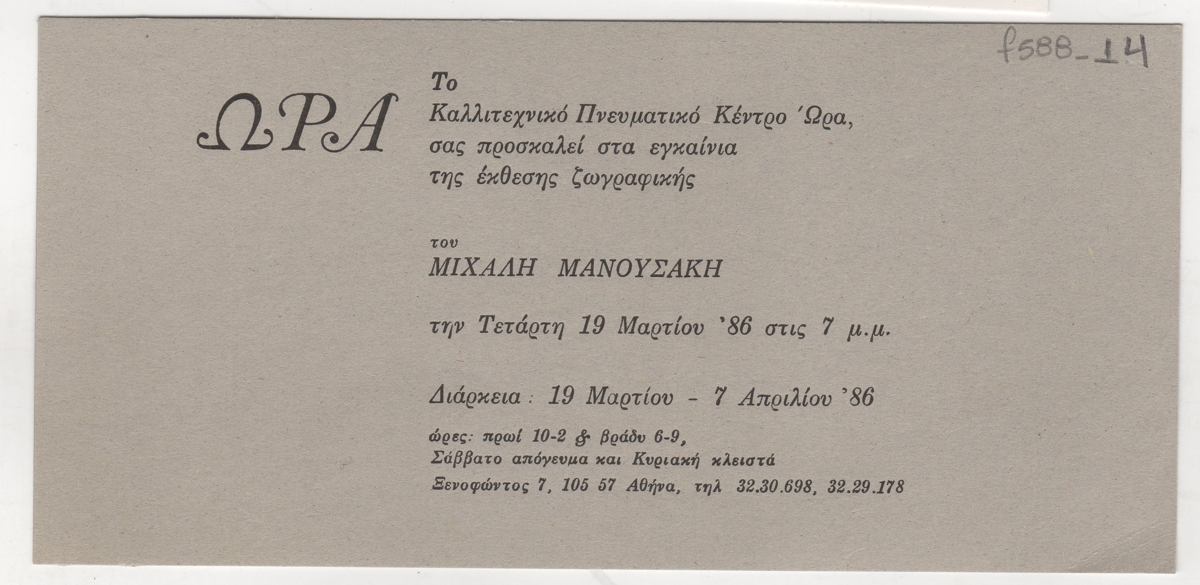 f588_14
ΩΡΑ
Το
Καλλιτεχνικό Πνευματικό Κέντρο Ώρα,
σας προσκαλεί στα εγκαίνια
της έκθεσης ζωγραφικής
του
ΜΙΧΑΛΗ ΜΑΝΟΥΣΑΚΗ
την Τετάρτη 19 Μαρτίου '86 στις 7 μ.μ.
Διάρκεια : 19 Μαρτίου - 7 Απριλίου '86
ώρες: πρωί 10-2 & βράδυ 6-9,
Σάββατο απόγευμα και Κυριακή κλειστά
Ξενοφώντος 7, 105 57 Αθήνα, τηλ 32.30.698, 32.29.178